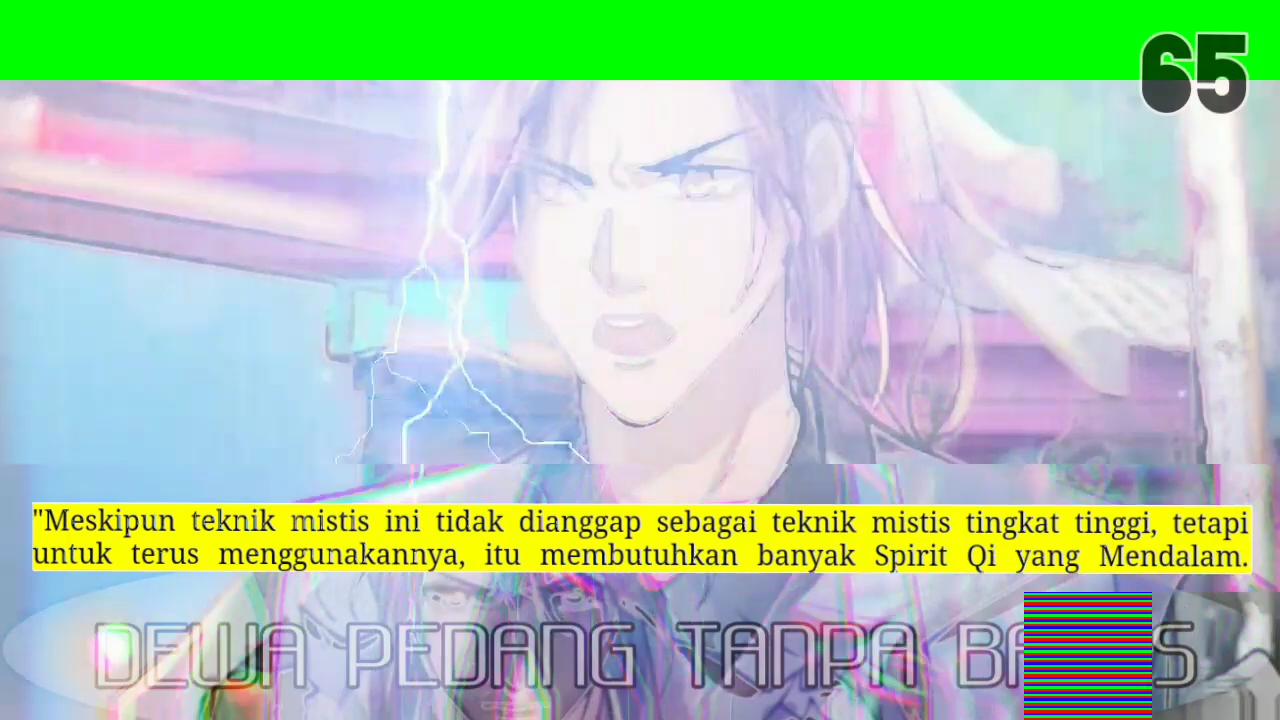 65
"Meskipun teknik mistis ini tidak dianggap sebagai teknik mistis tingkat tinggi, tetapi
untuk terus menggunakannya, itu membutuhkan banyak Spirit Qi yang Mendalam.
DEWA PEDANG TANPA